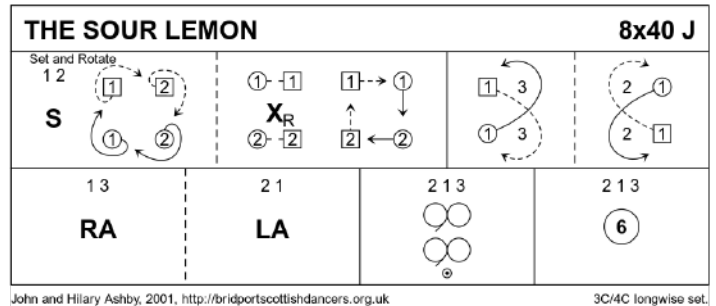 THE SOUR LEMON 8x40 J
Set and Rotate
1 2
S
1 2
1 2
1 1
X R
2 2
1 1
2 2
1 3
1 3
2 1
2 1
1 3
RA
2 1
LA
2 1 3
2 1 3
6
John and Hilary Ashby, 2001, http://bridportscottishdancers.org.uk 3C/4C longwise set.